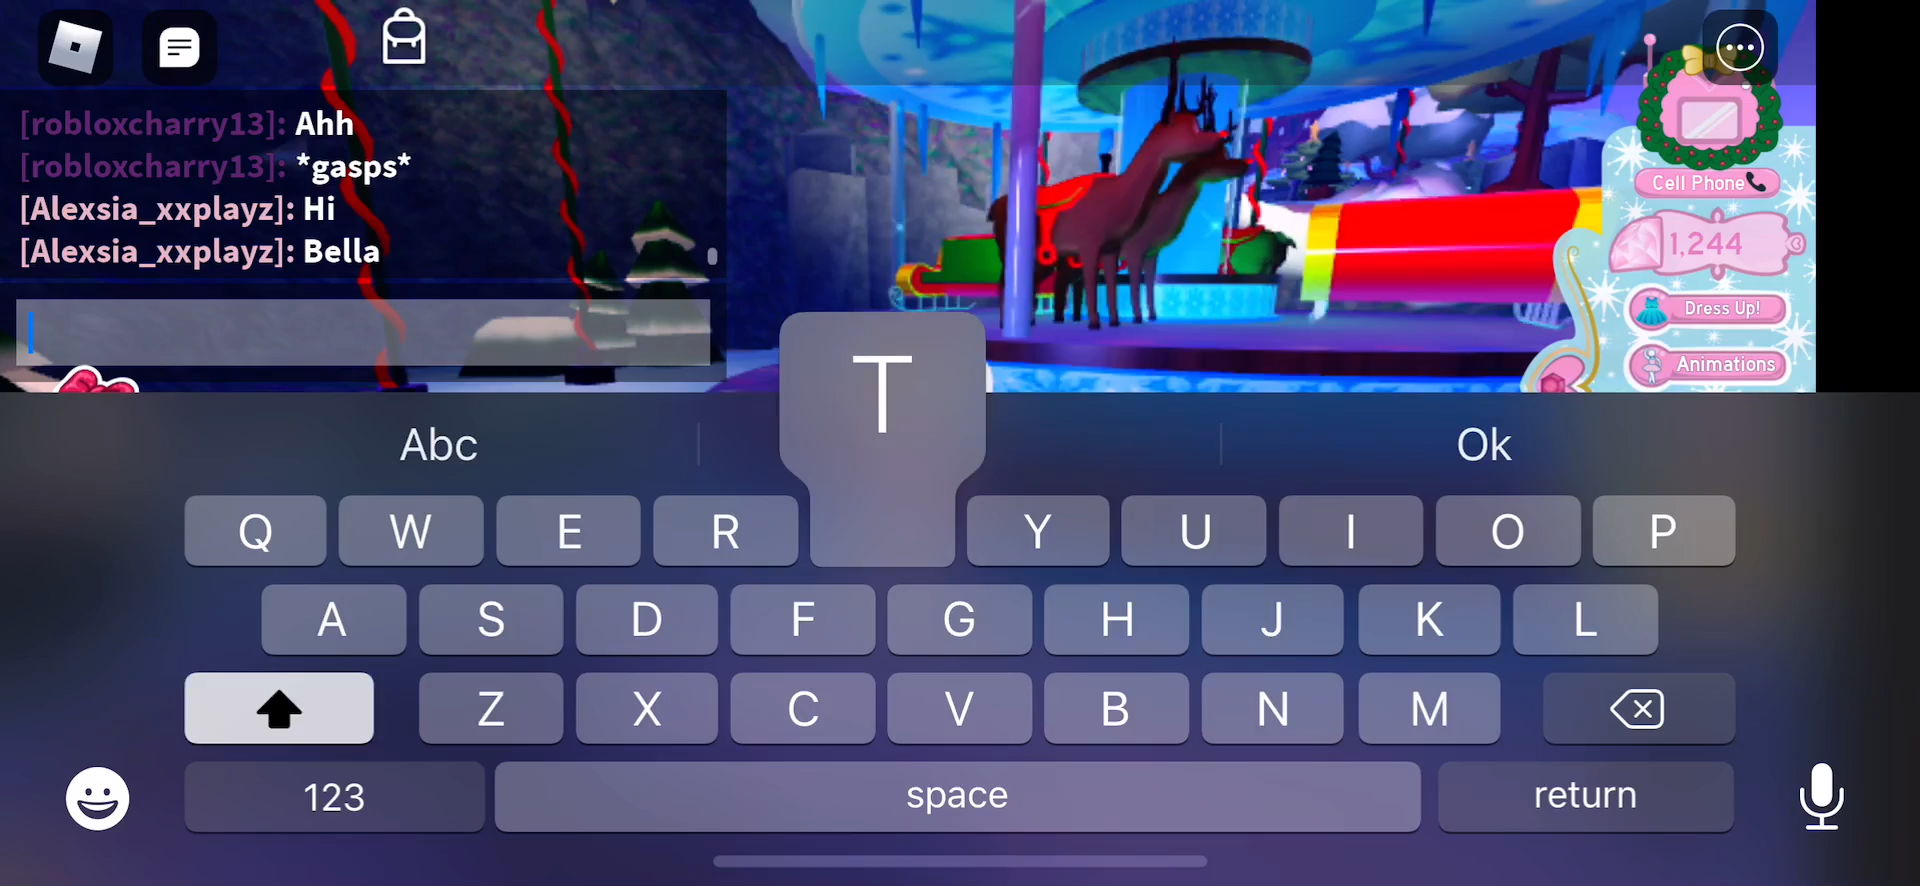 [robloxcharry13]: Ahh
[robloxcharry13]: *gasps*
[Alexsia_xxplayz]: Hi
[Alexsia_xxplayz]: Bella
Cell Phone
1,244
Dress Up!
Animations
Abc
Ok
T
Q W E R Y U I O P
A S D F G H J K L
Z X C V B N M
123 space return